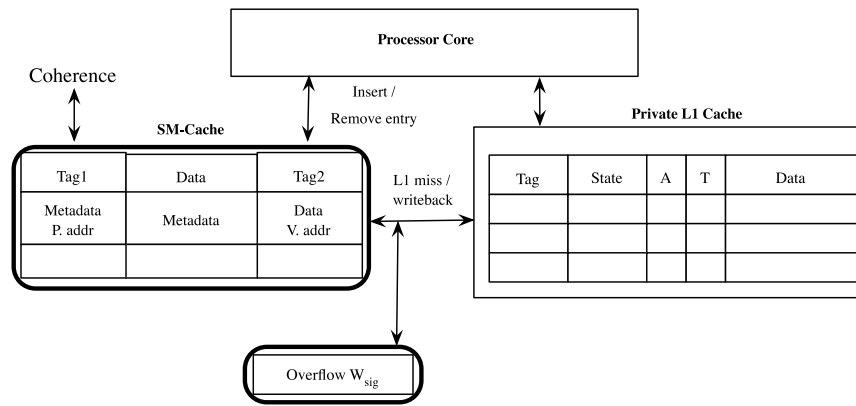 Processor Core
Coherence
Insert /
Remove entry
SM-Cache
Private L1 Cache
Tag1 Data Tag2
Metadata
P. addr
Metadata
Data
V. addr
L1 miss /
writeback
Tag State A T Data
Overflow Wsig